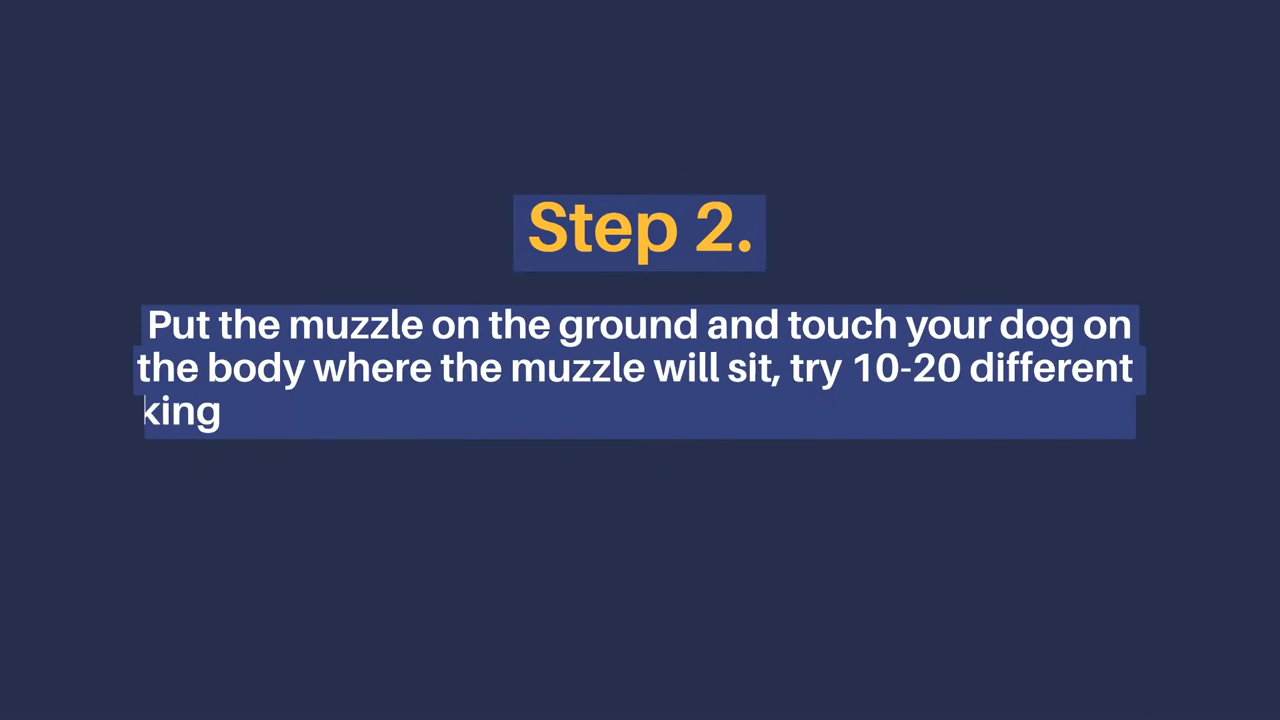 Step 2.
Put the muzzle on the ground and touch your dog on
the body where the muzzle will sit, try 10-20 different
king